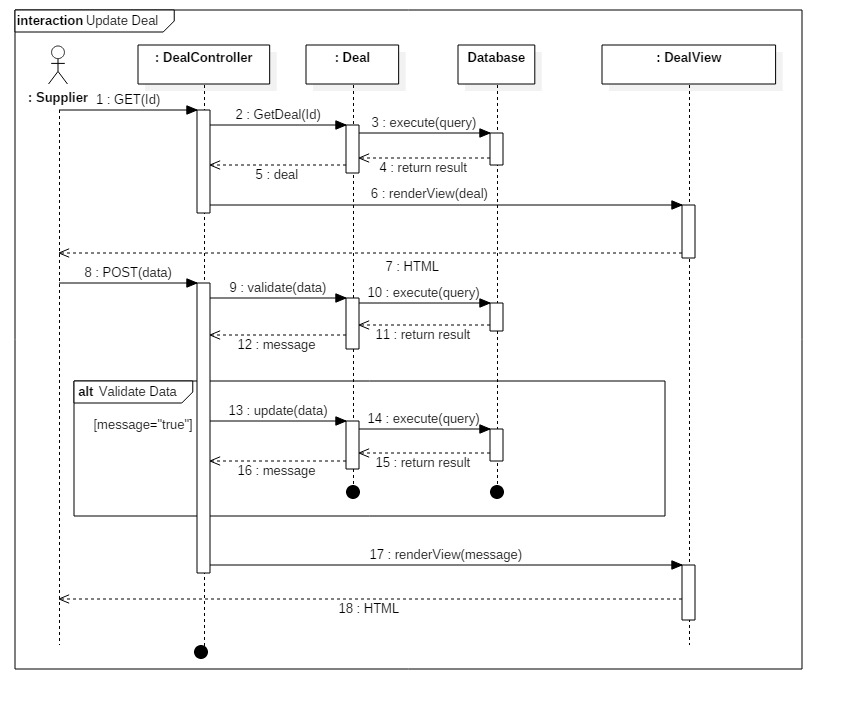 interaction Update Deal
: DealController
: Deal
Database
: DealView
: Supplier
1 : GET(Id)
2 : GetDeal(Id)
3 : execute(query)
4 : return result
5 : deal
6 : renderView(deal)
7 : HTML
8 : POST(data)
9 : validate(data)
10 : execute(query)
11 : return result
12 : message
alt Validate Data
[message="true"]
13 : update(data)
14 : execute(query)
15 : return result
16 : message
17 : renderView(message)
18 : HTML